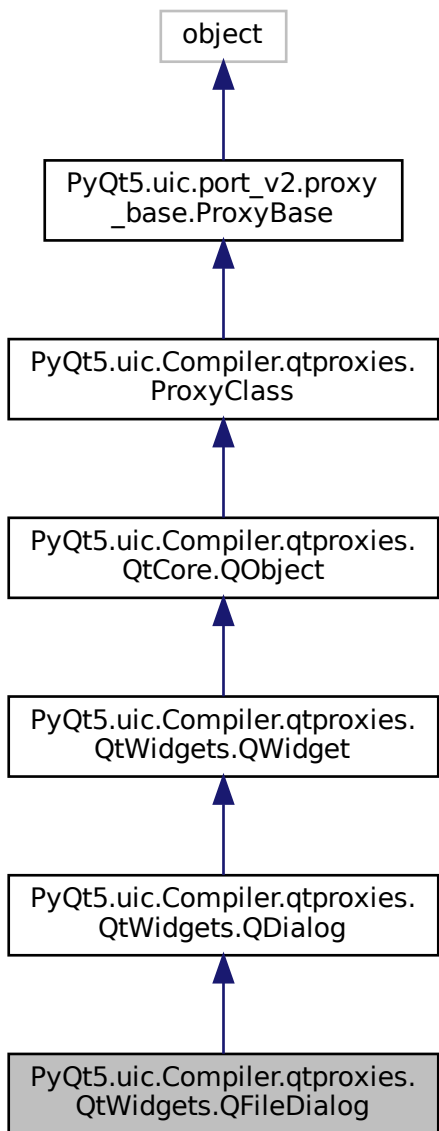 object
PyQt5.uic.port_v2.proxy
_base.ProxyBase
PyQt5.uic.Compiler.qtproxies.
ProxyClass
PyQt5.uic.Compiler.qtproxies.
QtCore.QObject
PyQt5.uic.Compiler.qtproxies.
QtWidgets.QWidget
PyQt5.uic.Compiler.qtproxies.
QtWidgets.QDialog
PyQt5.uic.Compiler.qtproxies.
QtWidgets.QFileDialog